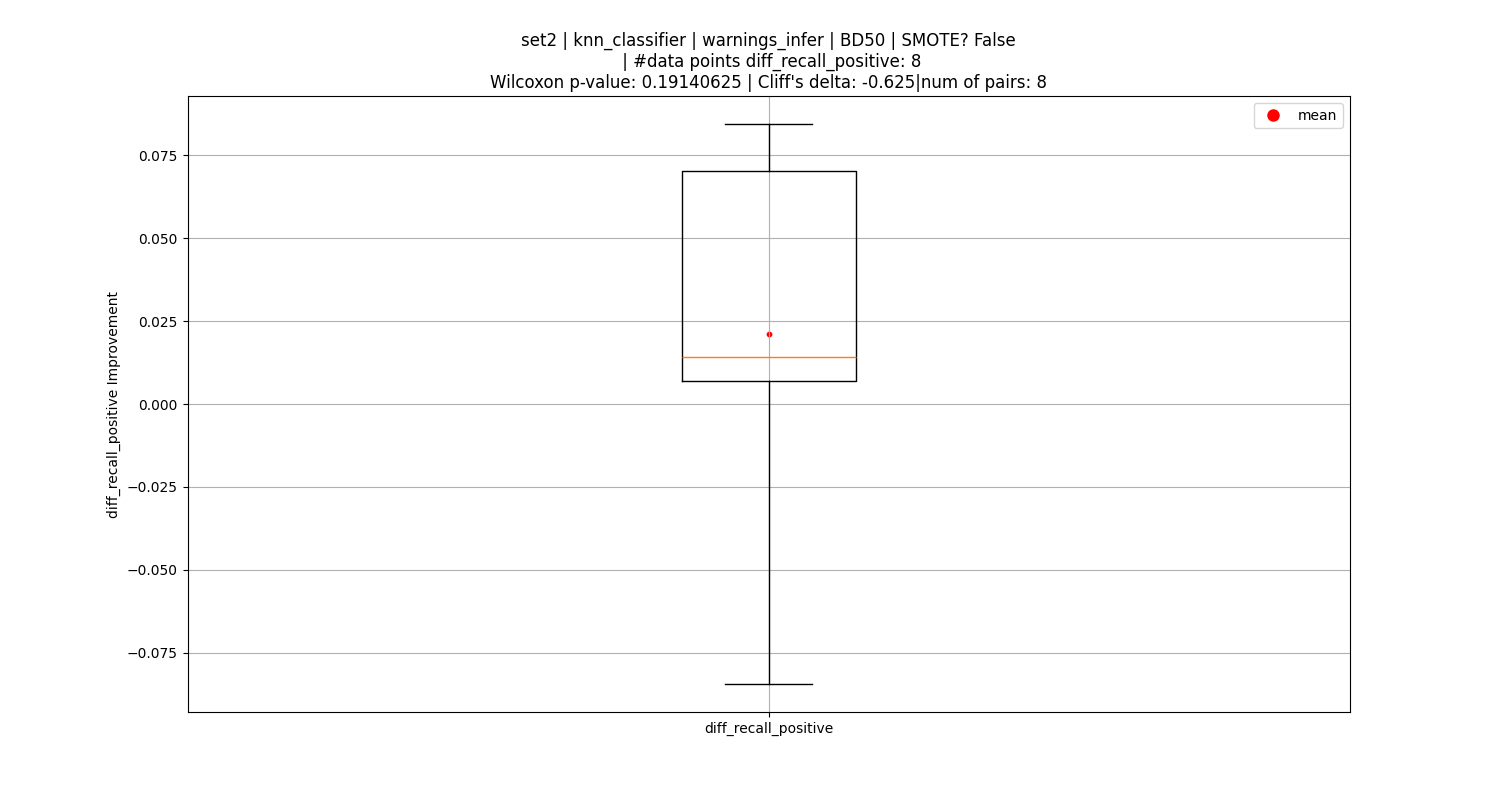 set2 | knn_classifier | warnings_infer | BD50 | SMOTE? False
| #data points diff_recall_positive: 8
Wilcoxon p-value: 0.19140625 | Cliff's delta: -0.625|num of pairs: 8
mean
0.075
0.050
0.025
0.000
−0.025
−0.050
−0.075
diff_recall_positive Improvement
diff_recall_positive